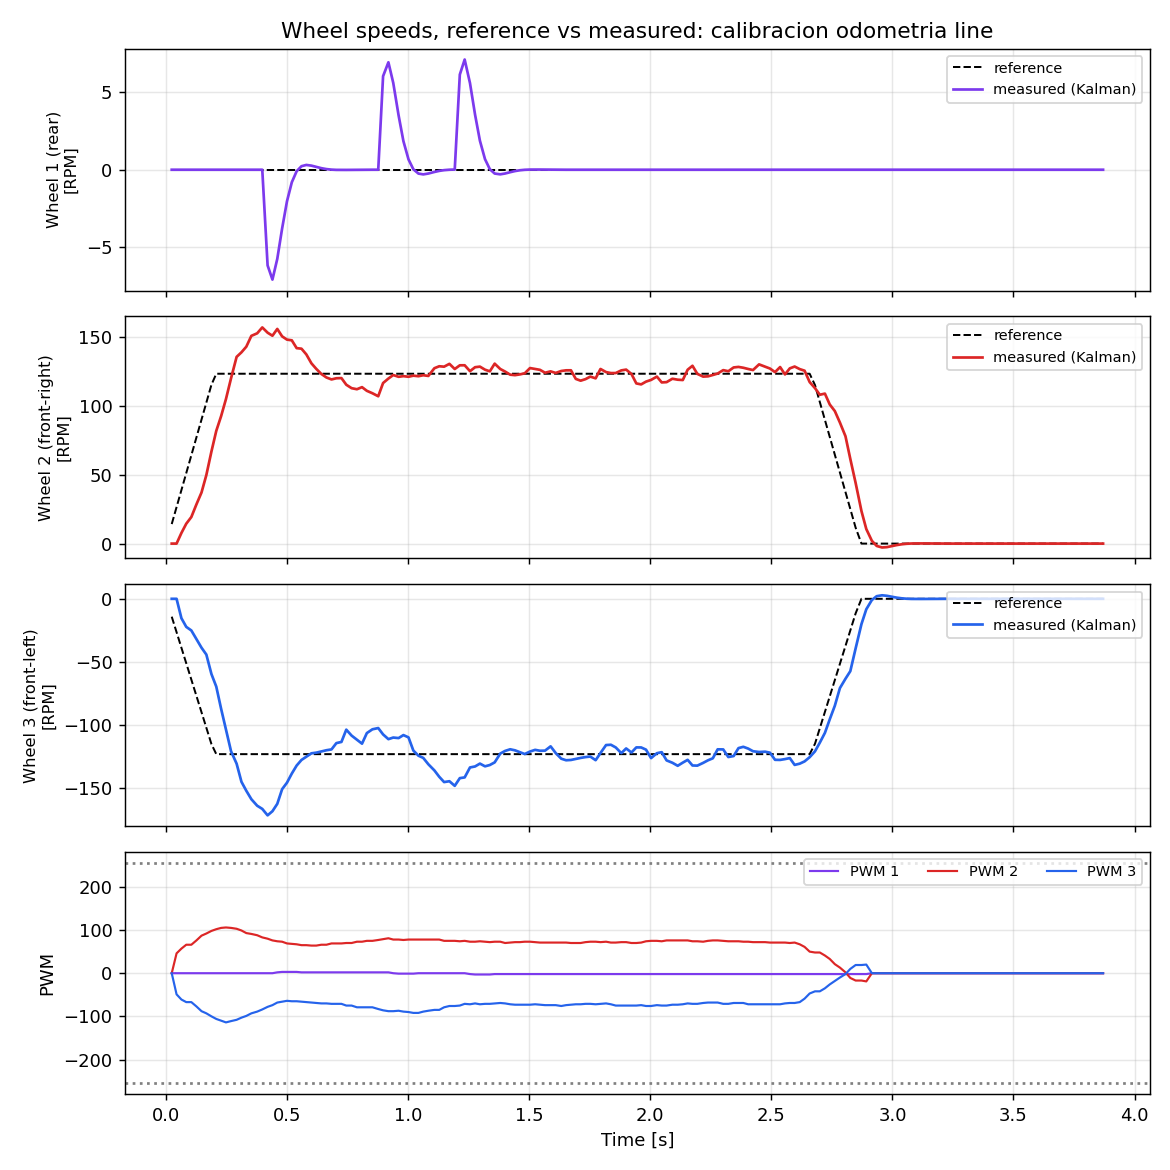 Wheel speeds, reference vs measured: calibracion odometria line
Wheel 1 (rear)
[RPM]
5
0
−5
reference
measured (Kalman)
Wheel 2 (front-right)
[RPM]
150
100
50
0
reference
measured (Kalman)
Wheel 3 (front-left)
[RPM]
0
−50
−100
−150
reference
measured (Kalman)
PWM
200
100
0
−100
−200
PWM 1 PWM 2 PWM 3
0.0 0.5 1.0 1.5 2.0 2.5 3.0 3.5 4.0
Time [s]